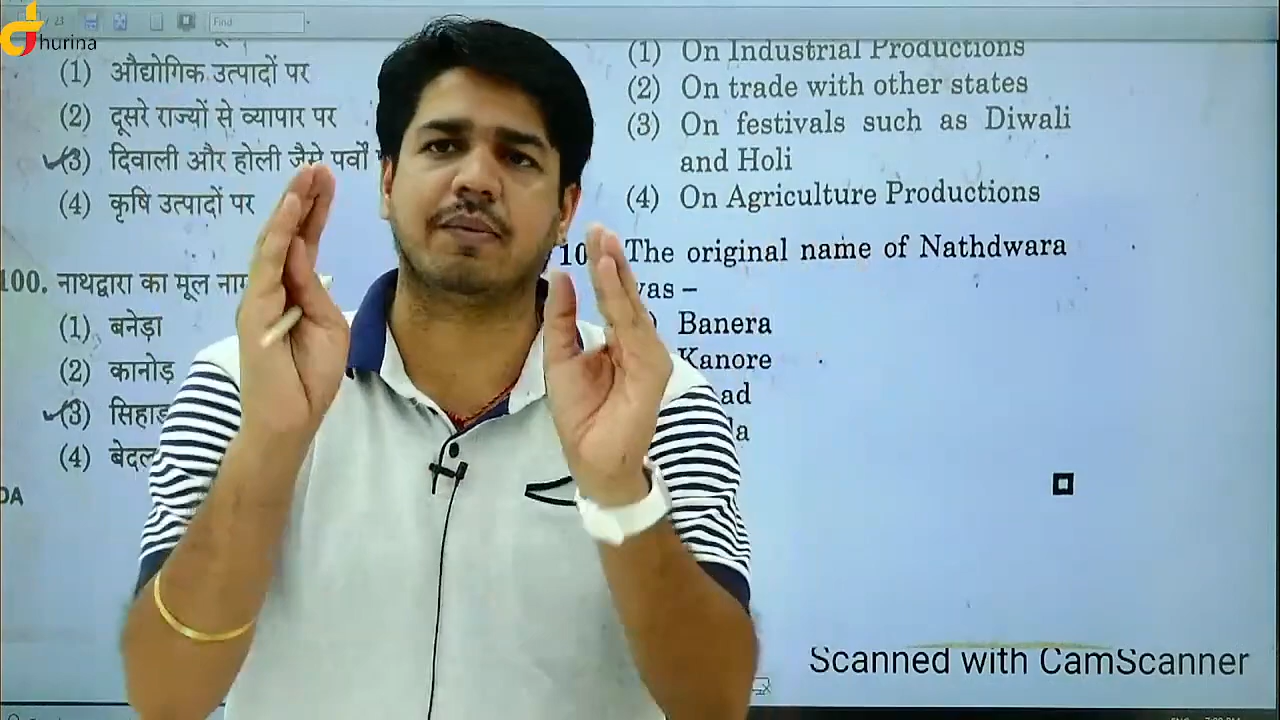 23
Find
hurina
(1) औद्योगिक उत्पादों पर
(2) दूसरे राज्यों से व्यापार पर
(3) दिवाली और होली जैसे पर्वों
(4) कृषि उत्पादों पर
100. नाथद्वारा का मूल नाम
(1) बनेड़ा
(2) कानोड़
(3) सिहाड़
(4) बेदल
(1) On Industrial Productions
(2) On trade with other states
(3) On festivals such as Diwali
and Holi
(4) On Agriculture Productions
10 The original name of Nathdwara
was –
Banera
Kanore
ad
la
Scanned with CamScanner